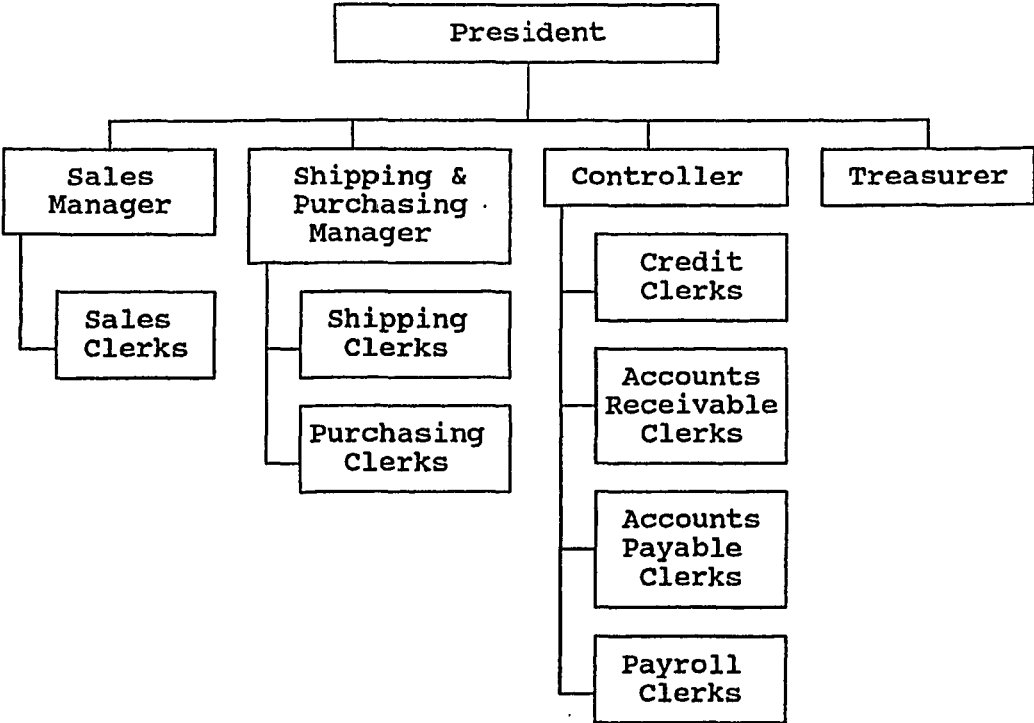 President
Sales
Manager
Sales
Clerks
Shipping &
Purchasing
Manager
Shipping
Clerks
Purchasing
Clerks
Controller
Credit
Clerks
Accounts
Receivable
Clerks
Accounts
Payable
Clerks
Payroll
Clerks
Treasurer